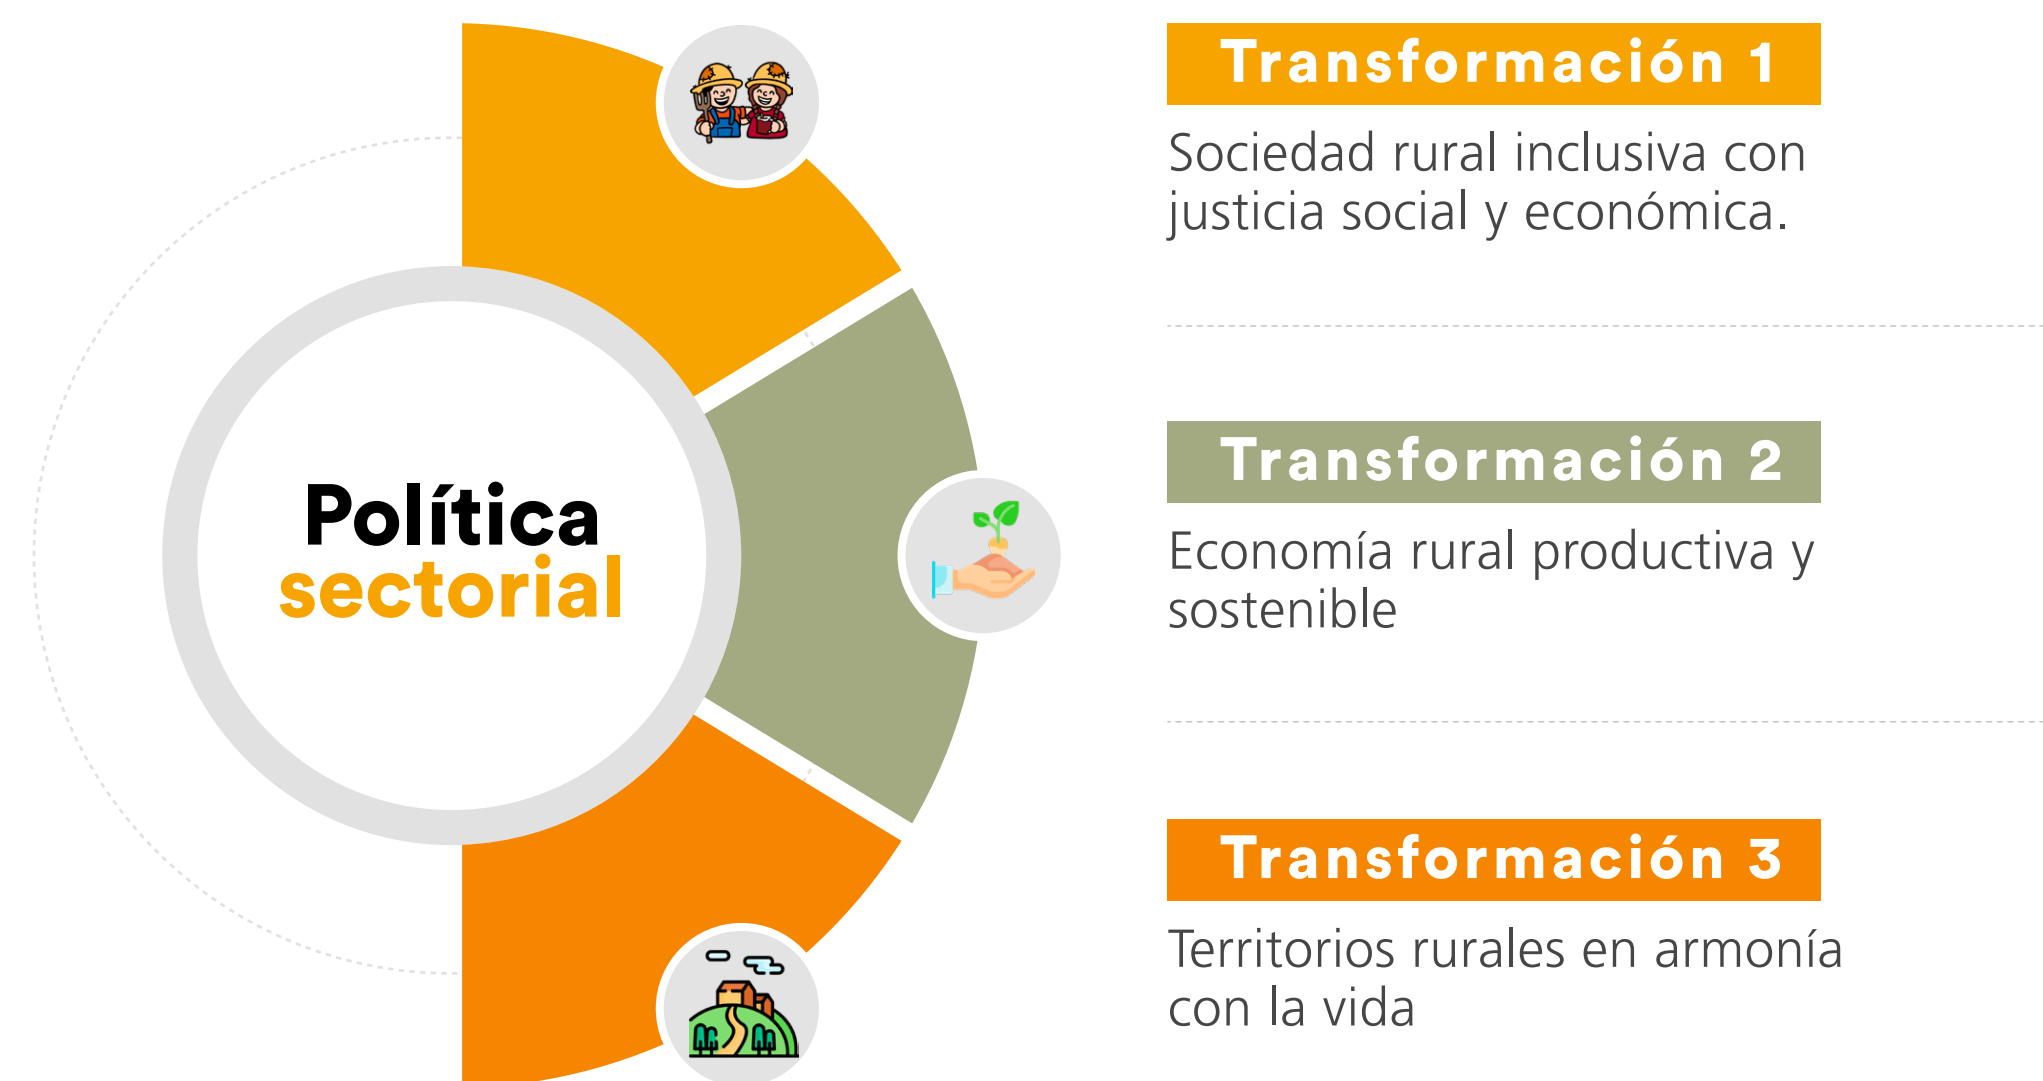 Política
sectorial
Transformación 1
Sociedad rural inclusiva con
justicia social y económica.
Transformación 2
Economía rural productiva y
sostenible
Transformación 3
Territorios rurales en armonía
con la vida